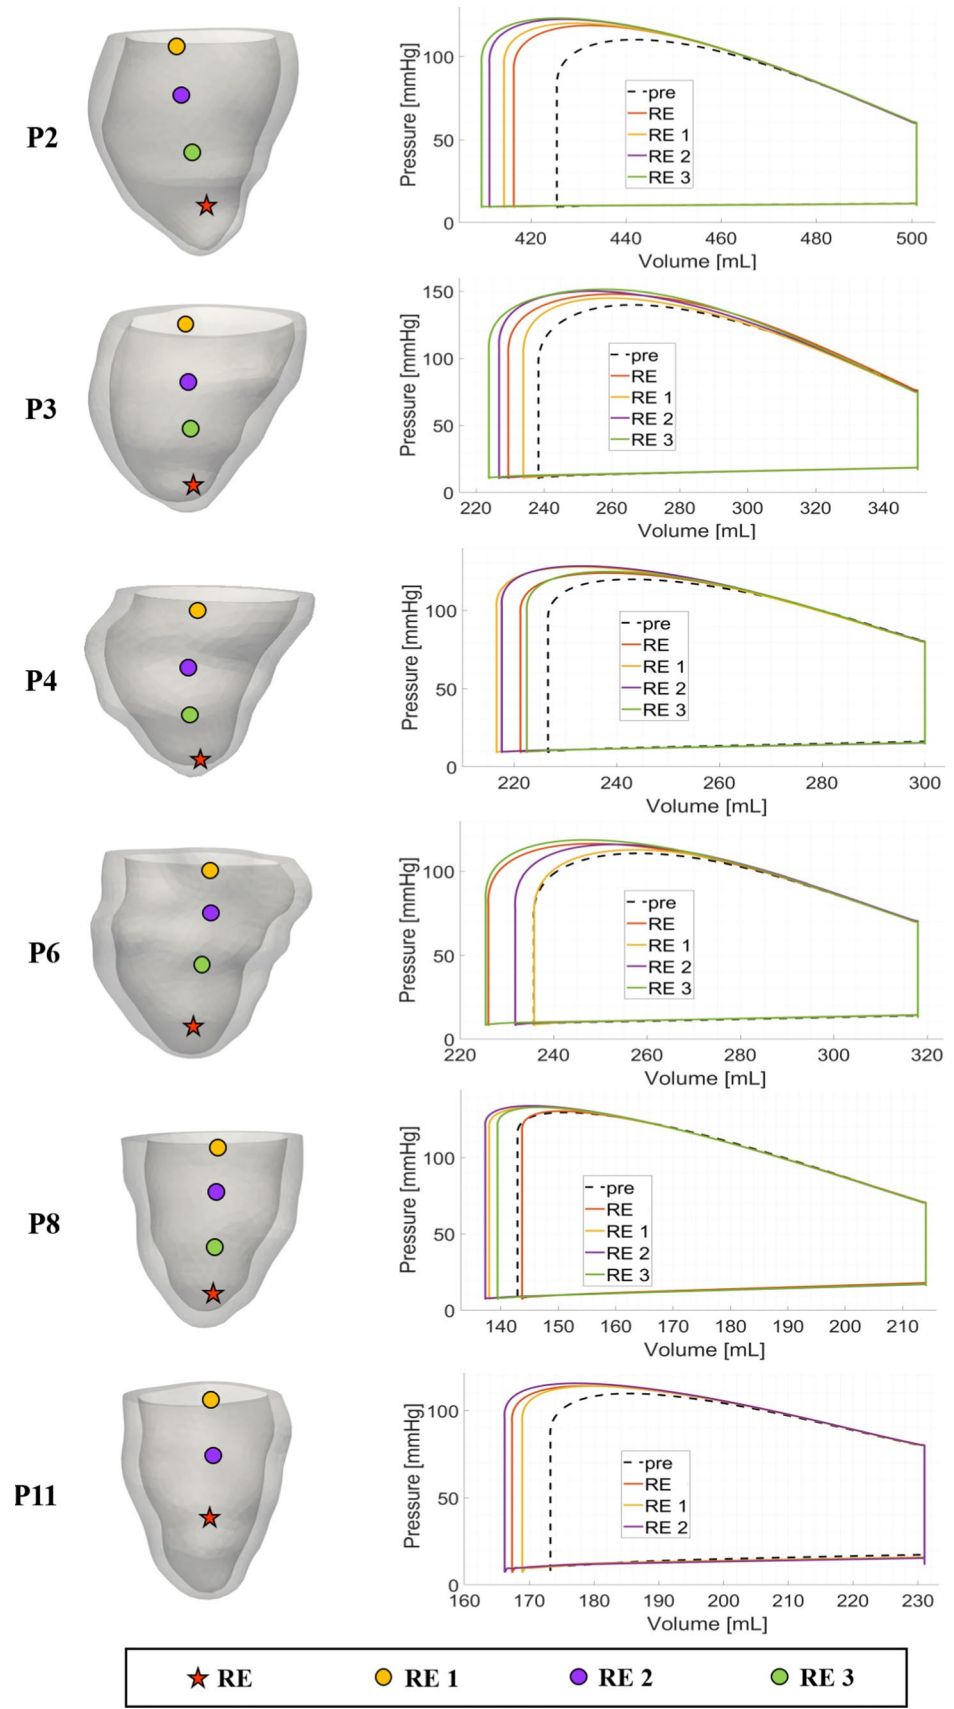 P2
Pressure [mmHg]
100
50
0
pre
RE
RE 1
RE 2
RE 3
420 440 460 480 500
Volume [mL]
P3
Pressure [mmHg]
150
100
50
0
pre
RE
RE 1
RE 2
RE 3
220 240 260 280 300 320 340
Volume [mL]
P4
Pressure [mmHg]
100
50
0
pre
RE
RE 1
RE 2
RE 3
220 240 260 280 300
Volume [mL]
P6
Pressure [mmHg]
100
50
0
pre
RE
RE 1
RE 2
RE 3
220 240 260 280 300 320
Volume [mL]
P8
Pressure [mmHg]
100
50
0
pre
RE
RE 1
RE 2
RE 3
140 150 160 170 180 190 200 210
Volume [mL]
P11
Pressure [mmHg]
100
50
0
pre
RE
RE 1
RE 2
160 170 180 190 200 210 220 230
Volume [mL]
RE RE 1 RE 2 RE 3